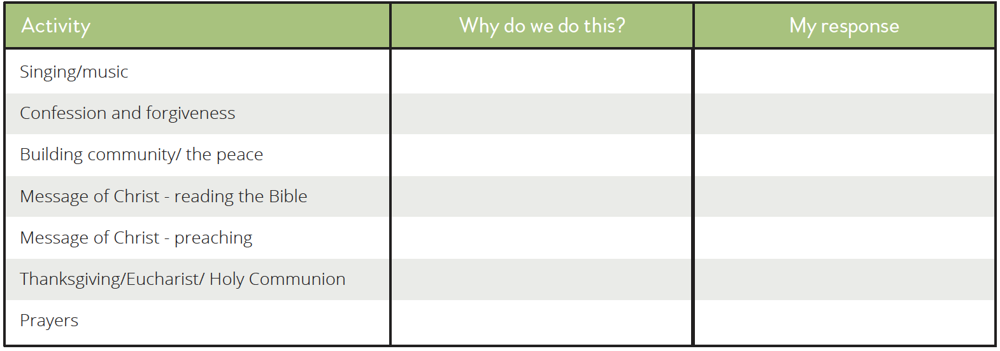 Activity Why do we do this? My response
Singing/music
Confession and forgiveness
Building community/ the peace
Message of Christ - reading the Bible
Message of Christ - preaching
Thanksgiving/Eucharist/ Holy Communion
Prayers